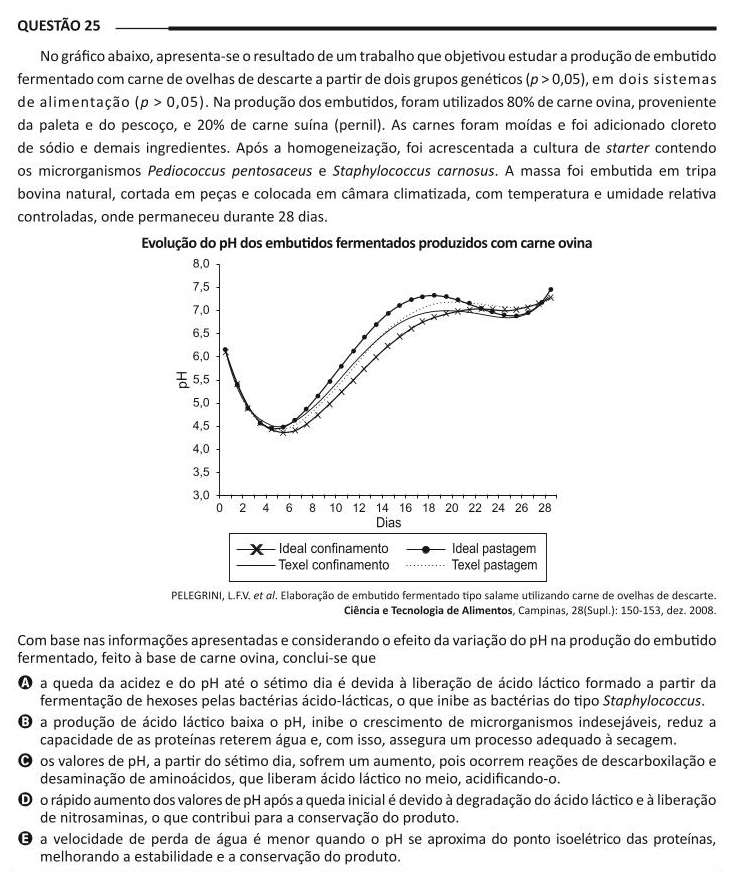 QUESTÃO 25
No gráfico abaixo, apresenta-se o resultado de um trabalho que objetivou estudar a produção de embutido
fermentado com carne de ovelhas de descarte a partir de dois grupos genéticos (p > 0,05), em dois sistemas
de alimentação (p > 0,05). Na produção dos embutidos, foram utilizados 80% de carne ovina, proveniente
da paleta e do pescoço, e 20% de carne suína (pernil). As carnes foram moídas e foi adicionado cloreto
de sódio e demais ingredientes. Após a homogeneização, foi acrescentada a cultura de starter contendo
os microrganismos Pediococcus pentosaceus e Staphylococcus carnosus. A massa foi embutida em tripa
bovina natural, cortada em peças e colocada em câmara climatizada, com temperatura e umidade relativa
controladas, onde permaneceu durante 28 dias.
Evolução do pH dos embutidos fermentados produzidos com carne ovina
8,0
7,5
7,0
6,5
6,0
5,5
5,0
4,5
4,0
3,5
3,0
pH
0 2 4 6 8 10 12 14 16 18 20 22 24 26 28
Dias
Ideal confinamento Ideal pastagem
Texel confinamento Texel pastagem
PELEGRINI, L.F.V. et al. Elaboração de embutido fermentado tipo salame utilizando carne de ovelhas de descarte.
Ciência e Tecnologia de Alimentos, Campinas, 28(Supl.): 150-153, dez. 2008.
Com base nas informações apresentadas e considerando o efeito da variação do pH na produção do embutido
fermentado, feito à base de carne ovina, conclui-se que
A a queda da acidez e do pH até o sétimo dia é devida à liberação de ácido láctico formado a partir da
fermentação de hexoses pelas bactérias ácido-lácticas, o que inibe as bactérias do tipo Staphylococcus.
B a produção de ácido láctico baixa o pH, inibe o crescimento de microrganismos indesejáveis, reduz a
capacidade de as proteínas reterem água e, com isso, assegura um processo adequado à secagem.
C os valores de pH, a partir do sétimo dia, sofrem um aumento, pois ocorrem reações de descarboxilação e
desaminação de aminoácidos, que liberam ácido láctico no meio, acidificando-o.
D o rápido aumento dos valores de pH após a queda inicial é devido à degradação do ácido láctico e à liberação
de nitrosaminas, o que contribui para a conservação do produto.
E a velocidade de perda de água é menor quando o pH se aproxima do ponto isoelétrico das proteínas,
melhorando a estabilidade e a conservação do produto.